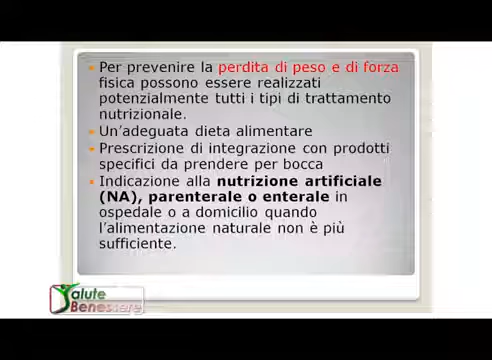 Per prevenire la perdita di peso e di forza
fisica possono essere realizzati
potenzialmente tutti i tipi di trattamento
nutrizionale.
Un'adeguata dieta alimentare
Prescrizione di integrazione con prodotti
specifici da prendere per bocca
Indicazione alla nutrizione artificiale
(NA), parenterale o enterale in
ospedale o a domicilio quando
l'alimentazione naturale non è più
sufficiente.
Salute
Benessere